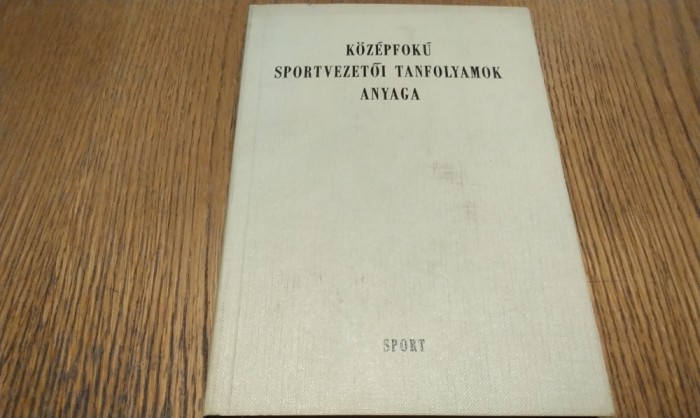 KÖZÉPFOKÚ
SPORTVEZETŐI TANFOLYAMOK
ANYAGA
SPORT